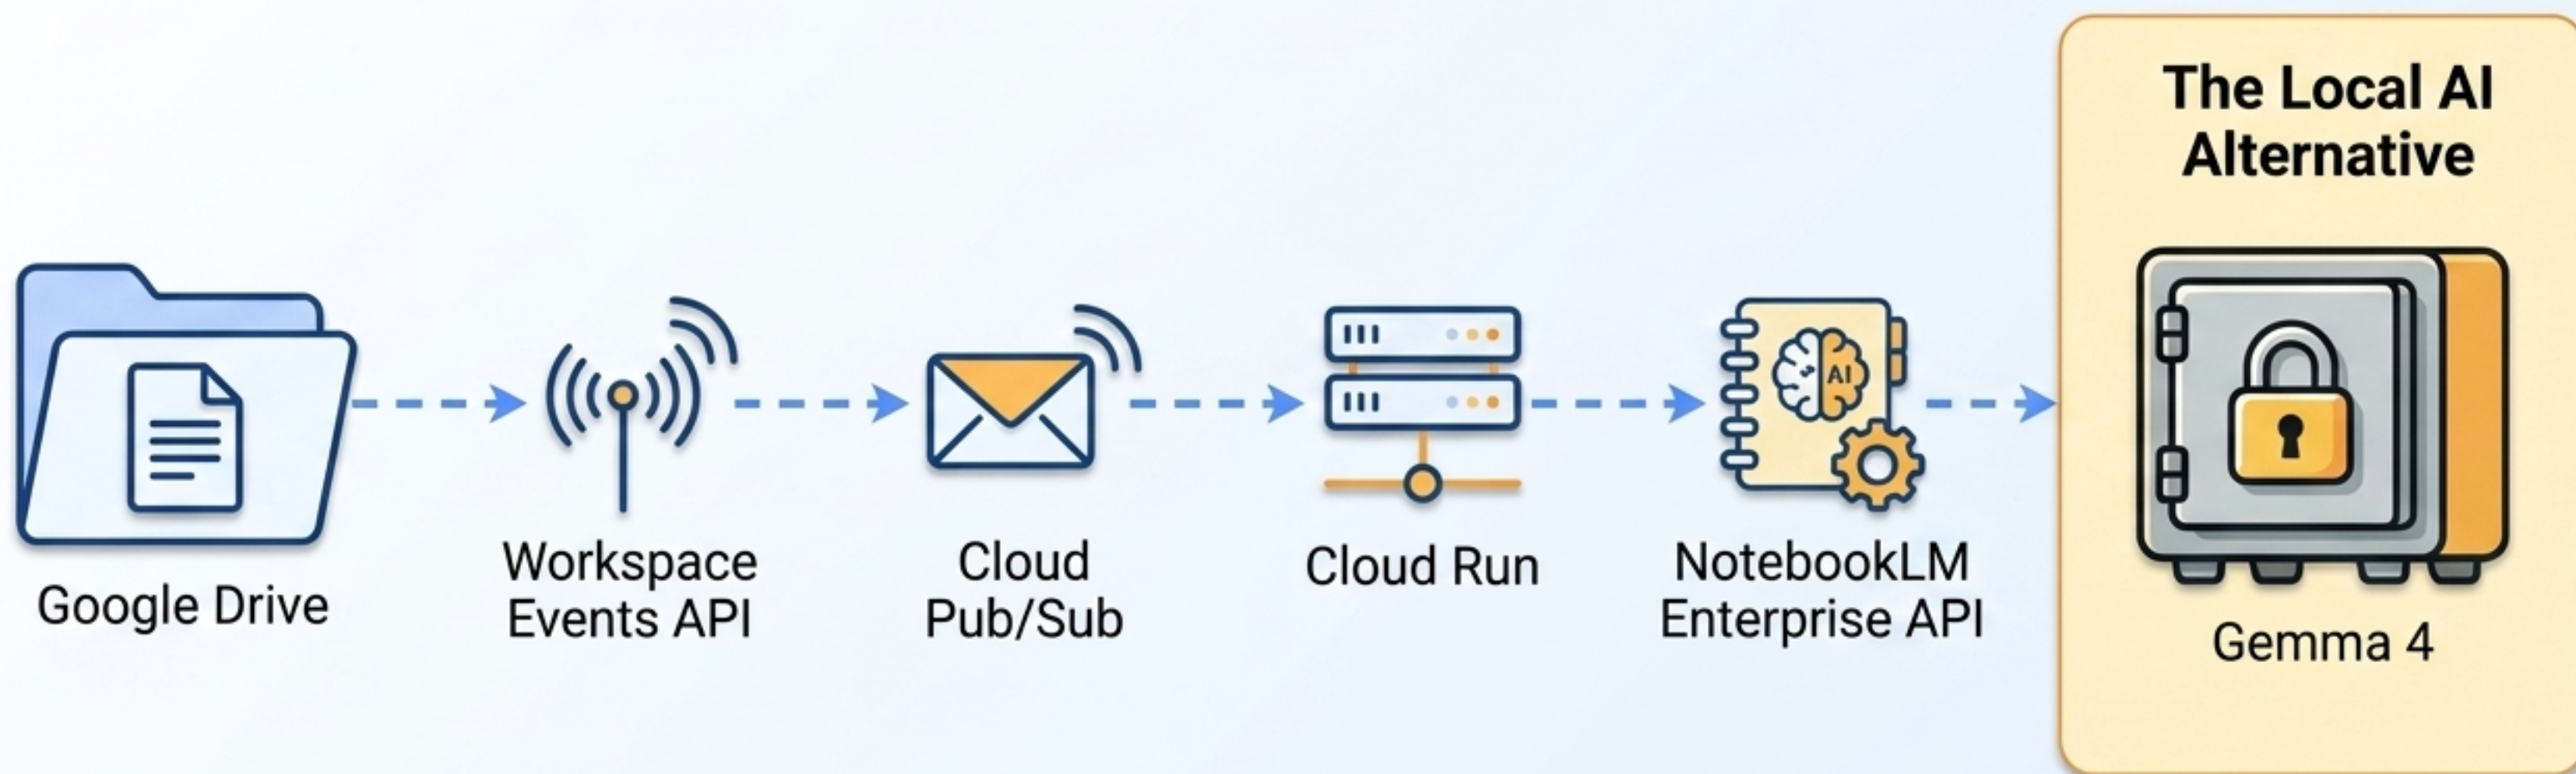 The Local AI
Alternative
Google Drive
Workspace
Events API
Cloud
Pub/Sub
Cloud Run
AI
NotebookLM
Enterprise API
Gemma 4